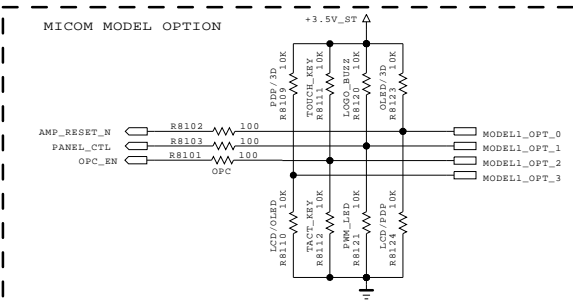 MICOM MODEL OPTION
+3.5V_ST
PDP/3D
R8109 10K
TOUCH_KEY
R8111 10K
LOGO_BUZZ
R8120 10K
OLED/3D
R8123 10K
AMP_RESET_N
R8102
100
MODEL1_OPT_0
PANEL_CTL
R8103
100
MODEL1_OPT_1
OPC_EN
R8101
100
OPC
MODEL1_OPT_2
MODEL1_OPT_3
LCD/OLED
R8110 10K
TACT_KEY
R8112 10K
PWM_LED
R8121 10K
LCD/PDP
R8124 10K